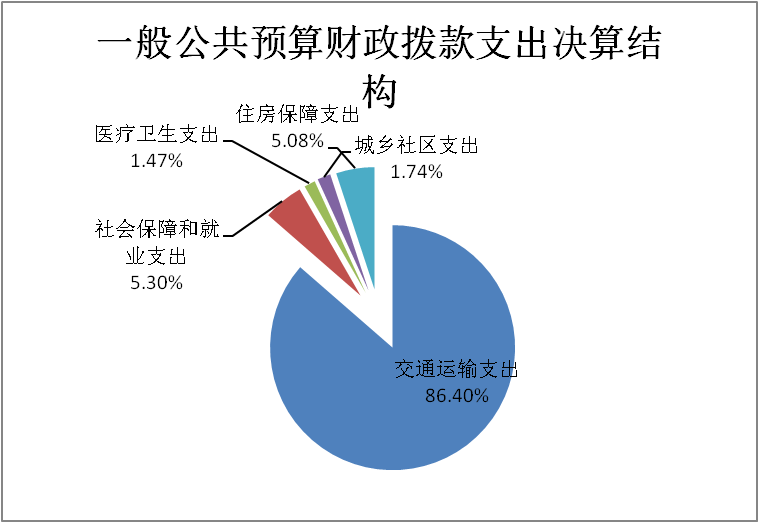 一般公共预算财政拨款支出决算结
构
住房保障支出
5.08%
医疗卫生支出
1.47%
城乡社区支出
1.74%
社会保障和就
业支出
5.30%
交通运输支出
86.40%